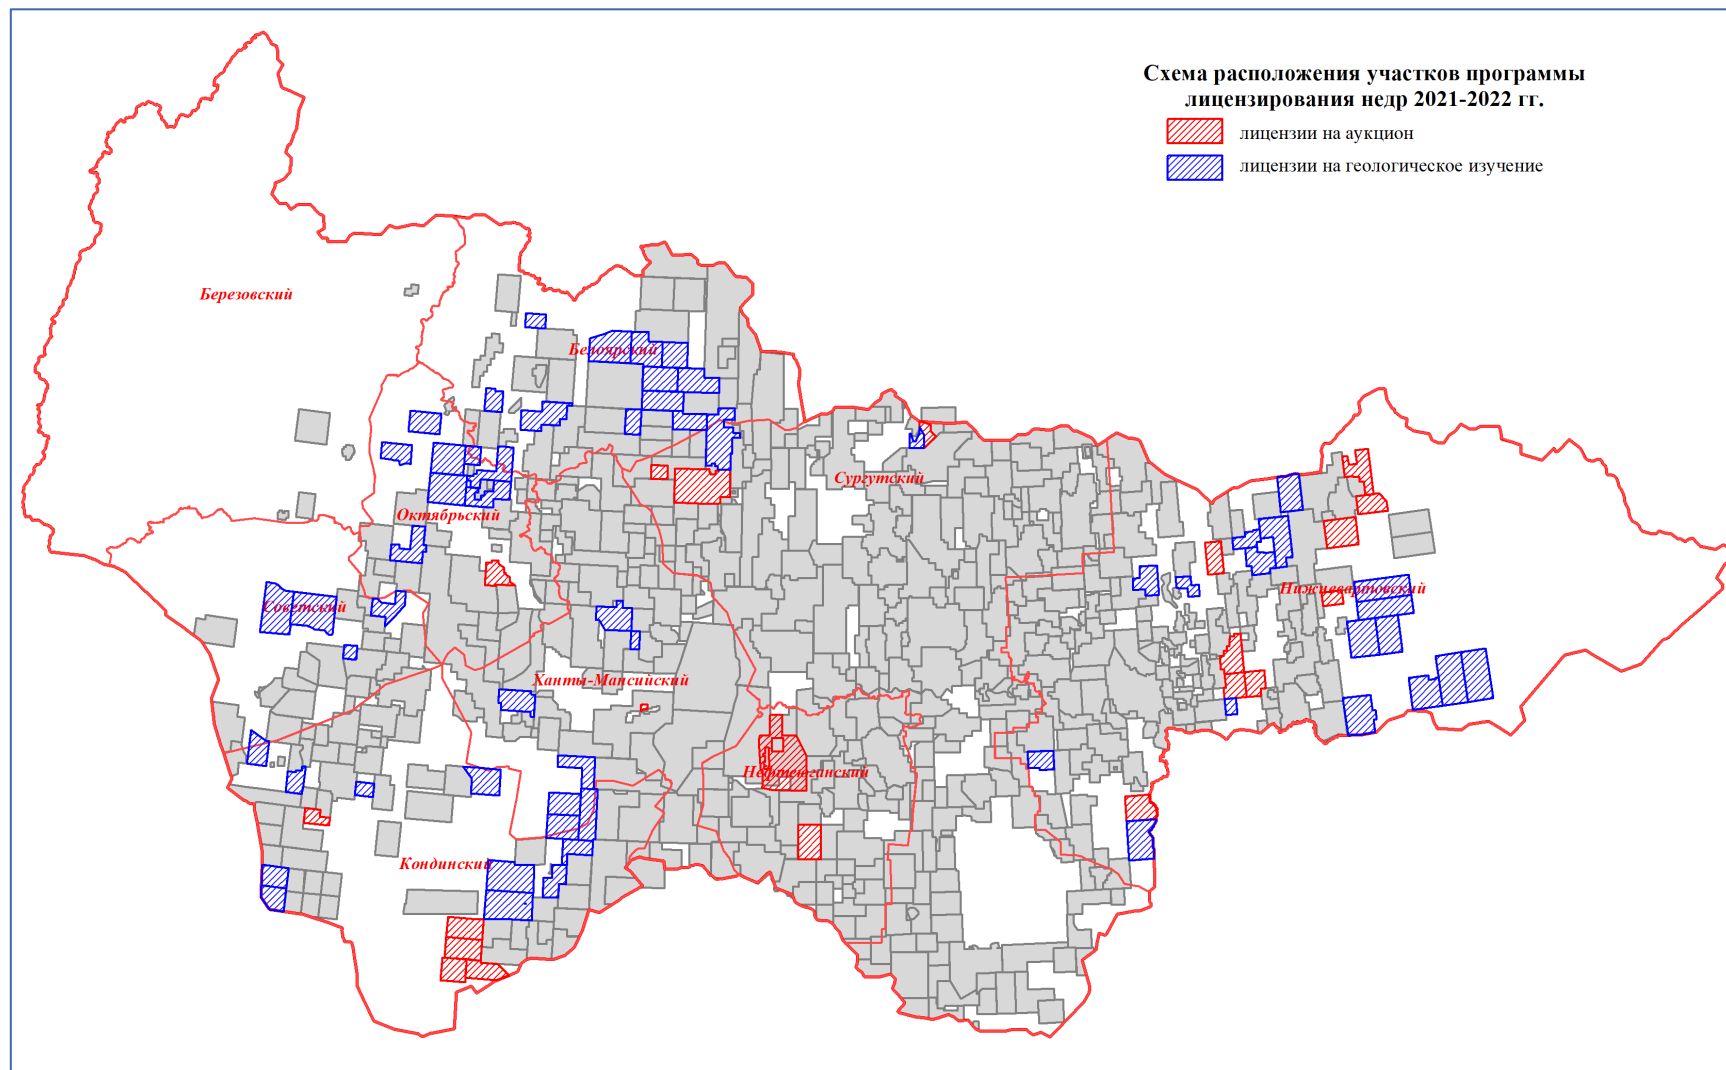 Схема расположения участков программы
лицензирования недр 2021-2022 гг.
лицензии на аукцион
лицензии на геологическое изучение
Березовский
Белоярский
Сургутский
Октябрьский
Советский
Нижневартовский
Ханты-Мансийский
Нефтеюганский
Кондинский